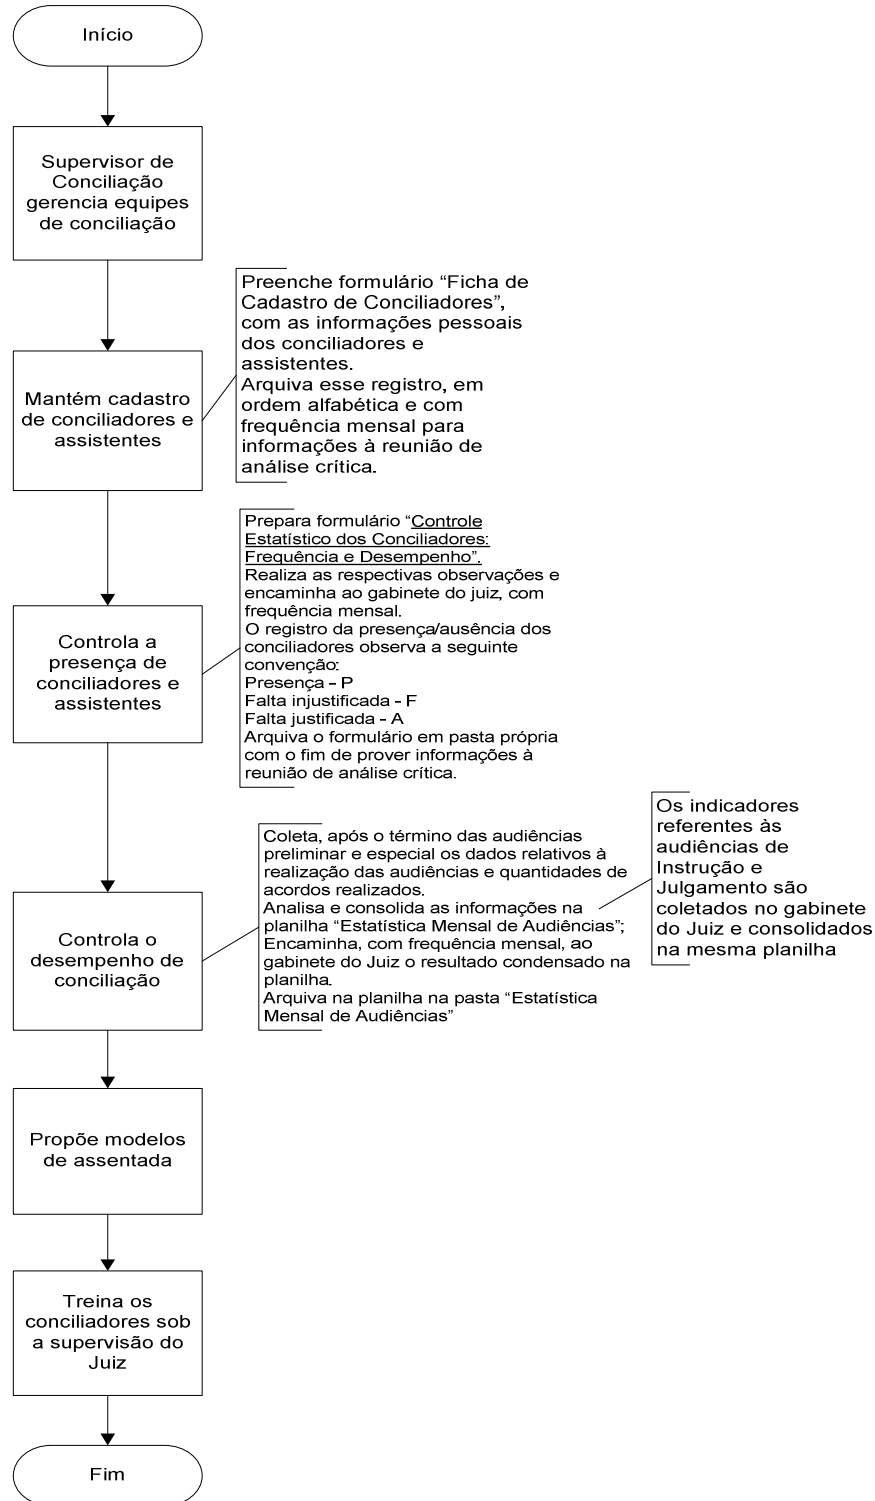 Início
Supervisor de
Conciliação
gerencia equipes
de conciliação
Mantém cadastro
de conciliadores e
assistentes
Preenche formulário “Ficha de
Cadastro de Conciliadores”,
com as informações pessoais
dos conciliadores e
assistentes.
Arquiva esse registro, em
ordem alfabética e com
frequência mensal para
informações à reunião de
análise crítica.
Controla a
presença de
conciliadores e
assistentes
Prepara formulário “Controle
Estatístico dos Conciliadores:
Frequência e Desempenho”.
Realiza as respectivas observações e
encaminha ao gabinete do juiz, com
frequência mensal.
O registro da presença/ausência dos
conciliadores observa a seguinte
convenção:
Presença - P
Falta injustificada - F
Falta justificada - A
Arquiva o formulário em pasta própria
com o fim de prover informações à
reunião de análise crítica.
Controla o
desempenho de
conciliação
Coleta, após o término das audiências
preliminar e especial os dados relativos à
realização das audiências e quantidades de
acordos realizados.
Analisa e consolida as informações na
planilha “Estatística Mensal de Audiências”;
Encaminha, com frequência mensal, ao
gabinete do Juiz o resultado condensado na
planilha.
Arquiva na planilha na pasta “Estatística
Mensal de Audiências”
Os indicadores
referentes às
audiências de
Instrução e
Julgamento são
coletados no gabinete
do Juiz e consolidados
na mesma planilha
Propõe modelos
de assentada
Treina os
conciliadores sob
a supervisão do
Juiz
Fim